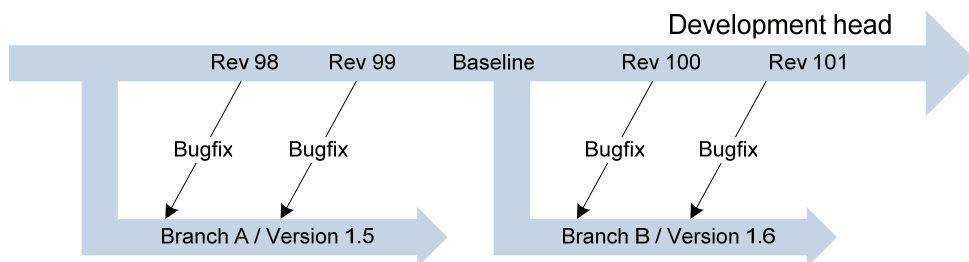 Development head
Rev 98 Rev 99 Baseline Rev 100 Rev 101
Bugfix Bugfix Bugfix Bugfix
Branch A / Version 1.5 Branch B / Version 1.6